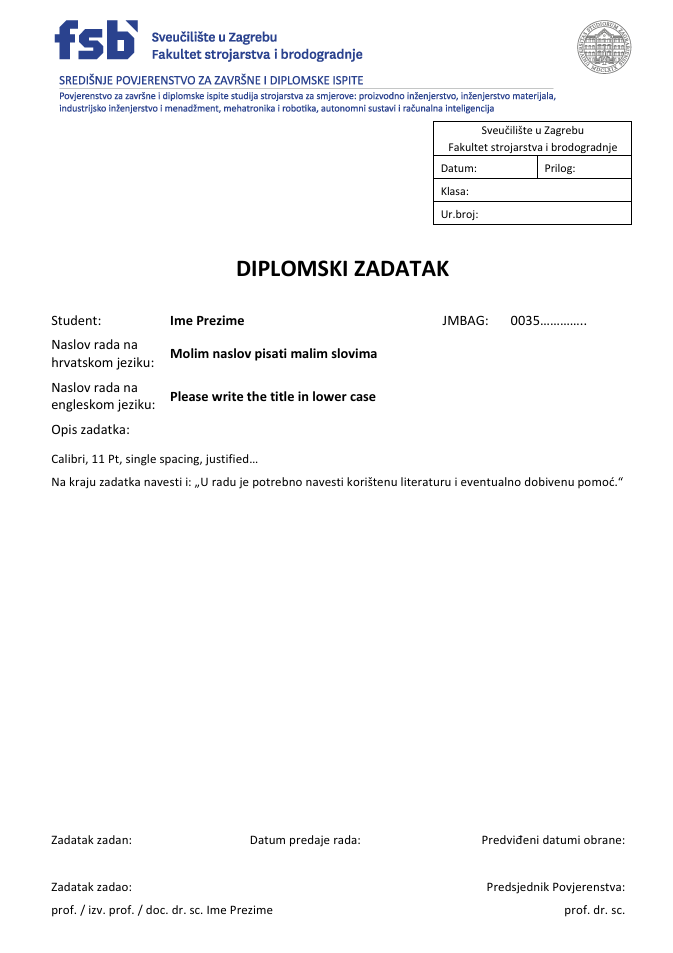 fsb
Sveučilište u Zagrebu
Fakultet strojarstva i brodogradnje
SREDIŠNJE POVJERENSTVO ZA ZAVRŠNE I DIPLOMSKE ISPITE
Povjerenstvo za završne i diplomske ispite studija strojarstva za smjerove: proizvodno inženjerstvo, inženjerstvo materijala,
industrijsko inženjerstvo i menadžment, mehatronika i robotika, autonomni sustavi i računalna inteligencija
Sveučilište u Zagrebu
Fakultet strojarstva i brodogradnje
Datum: Prilog:
Klasa:
Ur.broj:
DIPLOMSKI ZADATAK
Student: Ime Prezime JMBAG: 0035…………..
Naslov rada na
hrvatskom jeziku:
Molim naslov pisati malim slovima
Naslov rada na
engleskom jeziku:
Please write the title in lower case
Opis zadatka:
Calibri, 11 Pt, single spacing, justified…
Na kraju zadatka navesti i: „U radu je potrebno navesti korištenu literaturu i eventualno dobivenu pomoć.“
Zadatak zadan: Datum predaje rada: Predviđeni datumi obrane:
Zadatak zadao: Predsjednik Povjerenstva:
prof. / izv. prof. / doc. dr. sc. Ime Prezime prof. dr. sc.